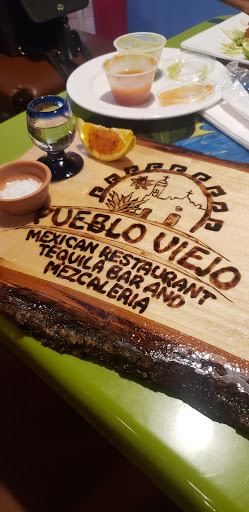 PUEBLO VIEJO
MEXICAN RESTAURANT
TEQUILA BAR AND
MEZCALERIA